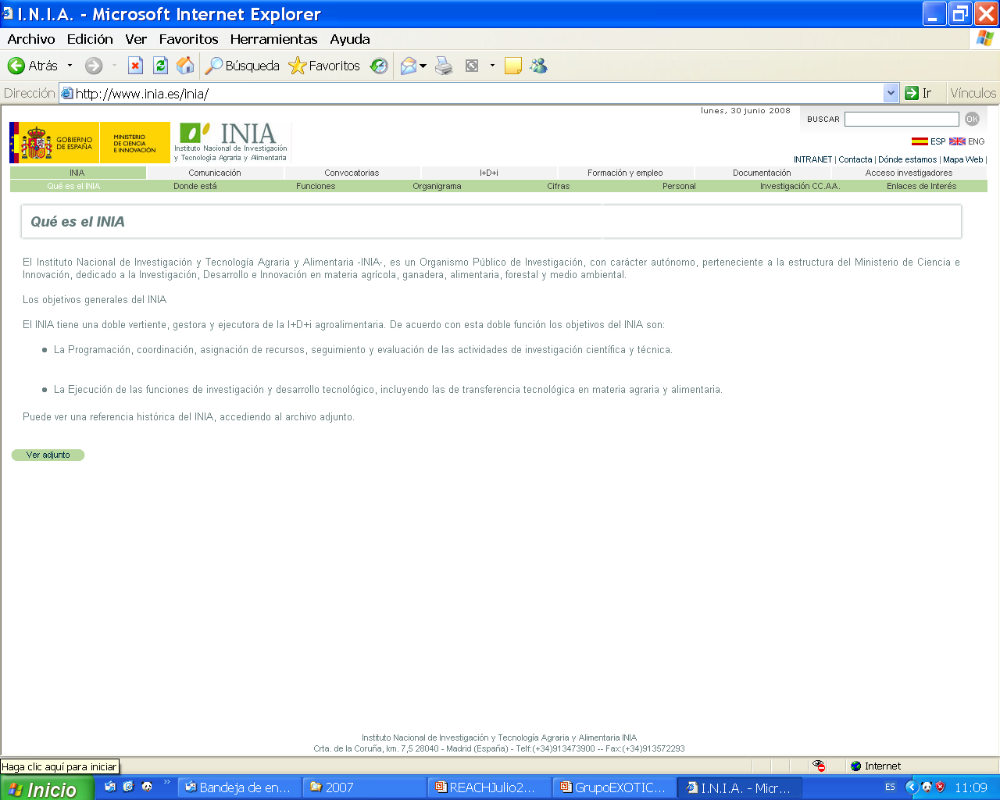 I.N.I.A. - Microsoft Internet Explorer
Archivo Edición Ver Favoritos Herramientas Ayuda
Atrás Búsqueda Favoritos
Dirección http://www.inia.es/inia/ Ir Vínculos
lunes, 30 junio 2008 BUSCAR OK
GOBIERNO DE ESPAÑA
MINISTERIO DE CIENCIA E INNOVACIÓN
INIA
Instituto Nacional de Investigación
y Tecnología Agraria y Alimentaria
ESP ENG
INTRANET | Contacta | Dónde estamos | Mapa Web |
INIA Comunicación Convocatorias I+D+i Formación y empleo Documentación Acceso investigadores
Qué es el INIA Donde está Funciones Organigrama Cifras Personal Investigación CC.AA. Enlaces de Interés
Qué es el INIA
El Instituto Nacional de Investigación y Tecnología Agraria y Alimentaria -INIA-, es un Organismo Público de Investigación, con carácter autónomo, perteneciente a la estructura del Ministerio de Ciencia e
Innovación, dedicado a la Investigación, Desarrollo e Innovación en materia agrícola, ganadera, alimentaria, forestal y medio ambiental.
Los objetivos generales del INIA
El INIA tiene una doble vertiente, gestora y ejecutora de la I+D+i agroalimentaria. De acuerdo con esta doble función los objetivos del INIA son:
• La Programación, coordinación, asignación de recursos, seguimiento y evaluación de las actividades de investigación científica y técnica.
• La Ejecución de las funciones de investigación y desarrollo tecnológico, incluyendo las de transferencia tecnológica en materia agraria y alimentaria.
Puede ver una referencia histórica del INIA, accediendo al archivo adjunto.
Ver adjunto
Instituto Nacional de Investigación y Tecnología Agraria y Alimentaria INIA
Crta. de la Coruña, km. 7,5 28040 - Madrid (España) - Telf:(+34)913473900 -- Fax:(+34)913572293
Haga clic aquí para iniciar Internet
Inicio » Bandeja de en... 2007 REACHJulio2... GrupoEXOTIC... I.N.I.A. - Micr... ES 11:09